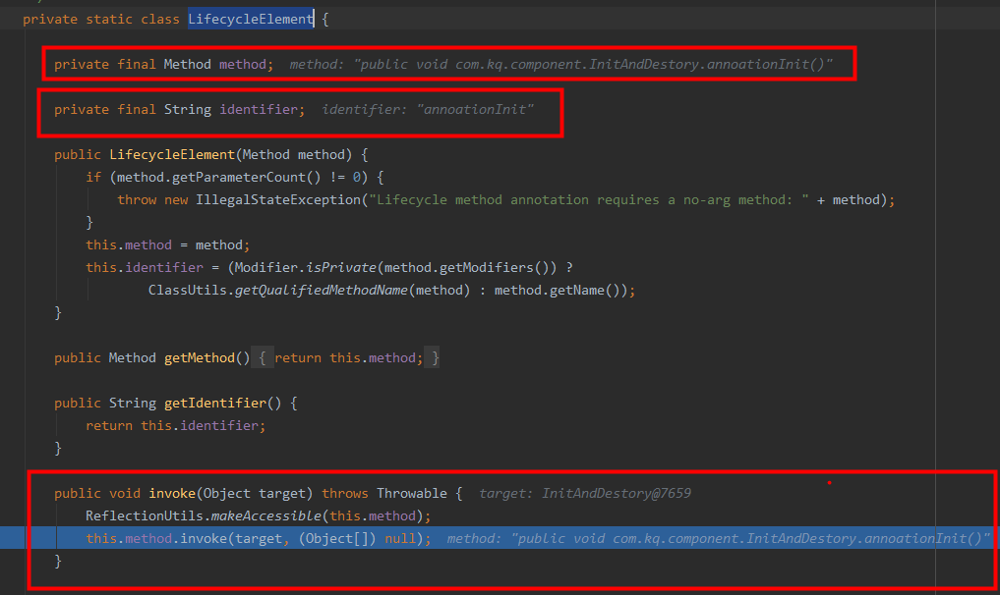 private static class LifecycleElement {
private final Method method;  method: "public void com.kq.component.InitAndDestory.annoationInit()"
private final String identifier;  identifier: "annoationInit"
public LifecycleElement(Method method) {
if (method.getParameterCount() != 0) {
throw new IllegalStateException("Lifecycle method annotation requires a no-arg method: " + method);
}
this.method = method;
this.identifier = (Modifier.isPrivate(method.getModifiers()) ?
ClassUtils.getQualifiedMethodName(method) : method.getName());
}
public Method getMethod() { return this.method; }
public String getIdentifier() {
return this.identifier;
}
public void invoke(Object target) throws Throwable {  target: InitAndDestory@7659
ReflectionUtils.makeAccessible(this.method);
this.method.invoke(target, (Object[]) null);  method: "public void com.kq.component.InitAndDestory.annoationInit()"
}